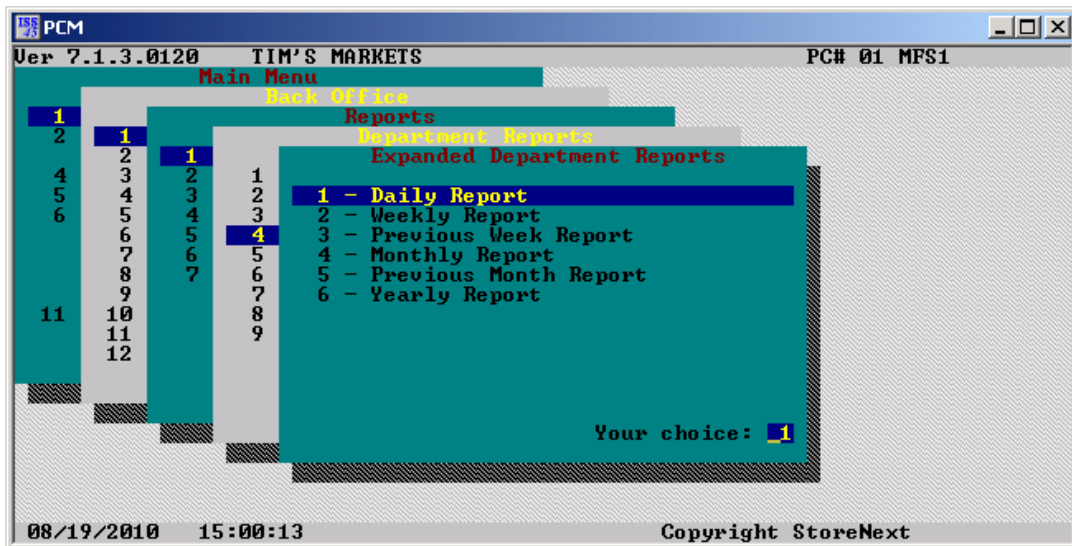 ISS 45 PCM
Ver 7.1.3.0120 TIM'S MARKETS PC# 01 MFS1
Main Menu
Back Office
1 Reports
2 1 Department Reports
2 1 Expanded Department Reports
4 3 2 1
5 4 3 2 1 - Daily Report
6 5 4 3 2 - Weekly Report
6 5 4 3 - Previous Week Report
7 6 5 4 - Monthly Report
8 7 6 5 - Previous Month Report
9 7 6 - Yearly Report
11 10 8
11 9
12
Your choice: 1
08/19/2010 15:00:13 Copyright StoreNext